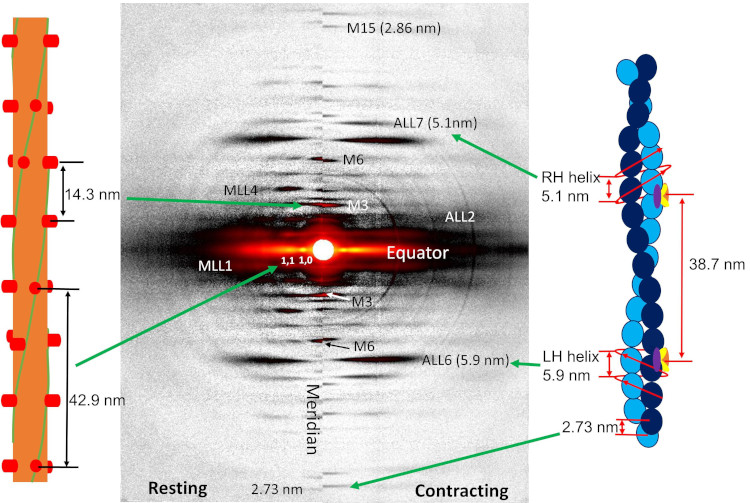 M15 (2.86 nm)
ALL7 (5.1nm)
M6
MLL4
M3
ALL2
14.3 nm
1,1 1,0
Equator
MLL1
M3
M6
ALL6 (5.9 nm)
42.9 nm
Meridian
2.73 nm
Resting
Contracting
RH helix
5.1 nm
38.7 nm
LH helix
5.9 nm
2.73 nm